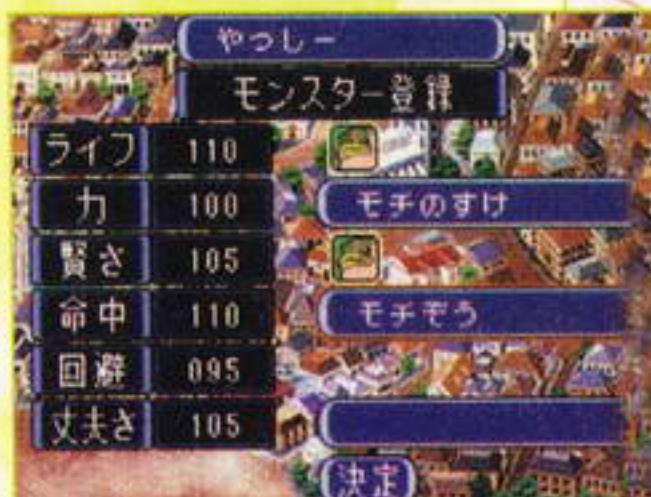 やっしー
モンスター登録
ライフ 110
力 100
賢さ 105
命中 110
回避 095
丈夫さ 105
モチのすけ
モチぞう
決定